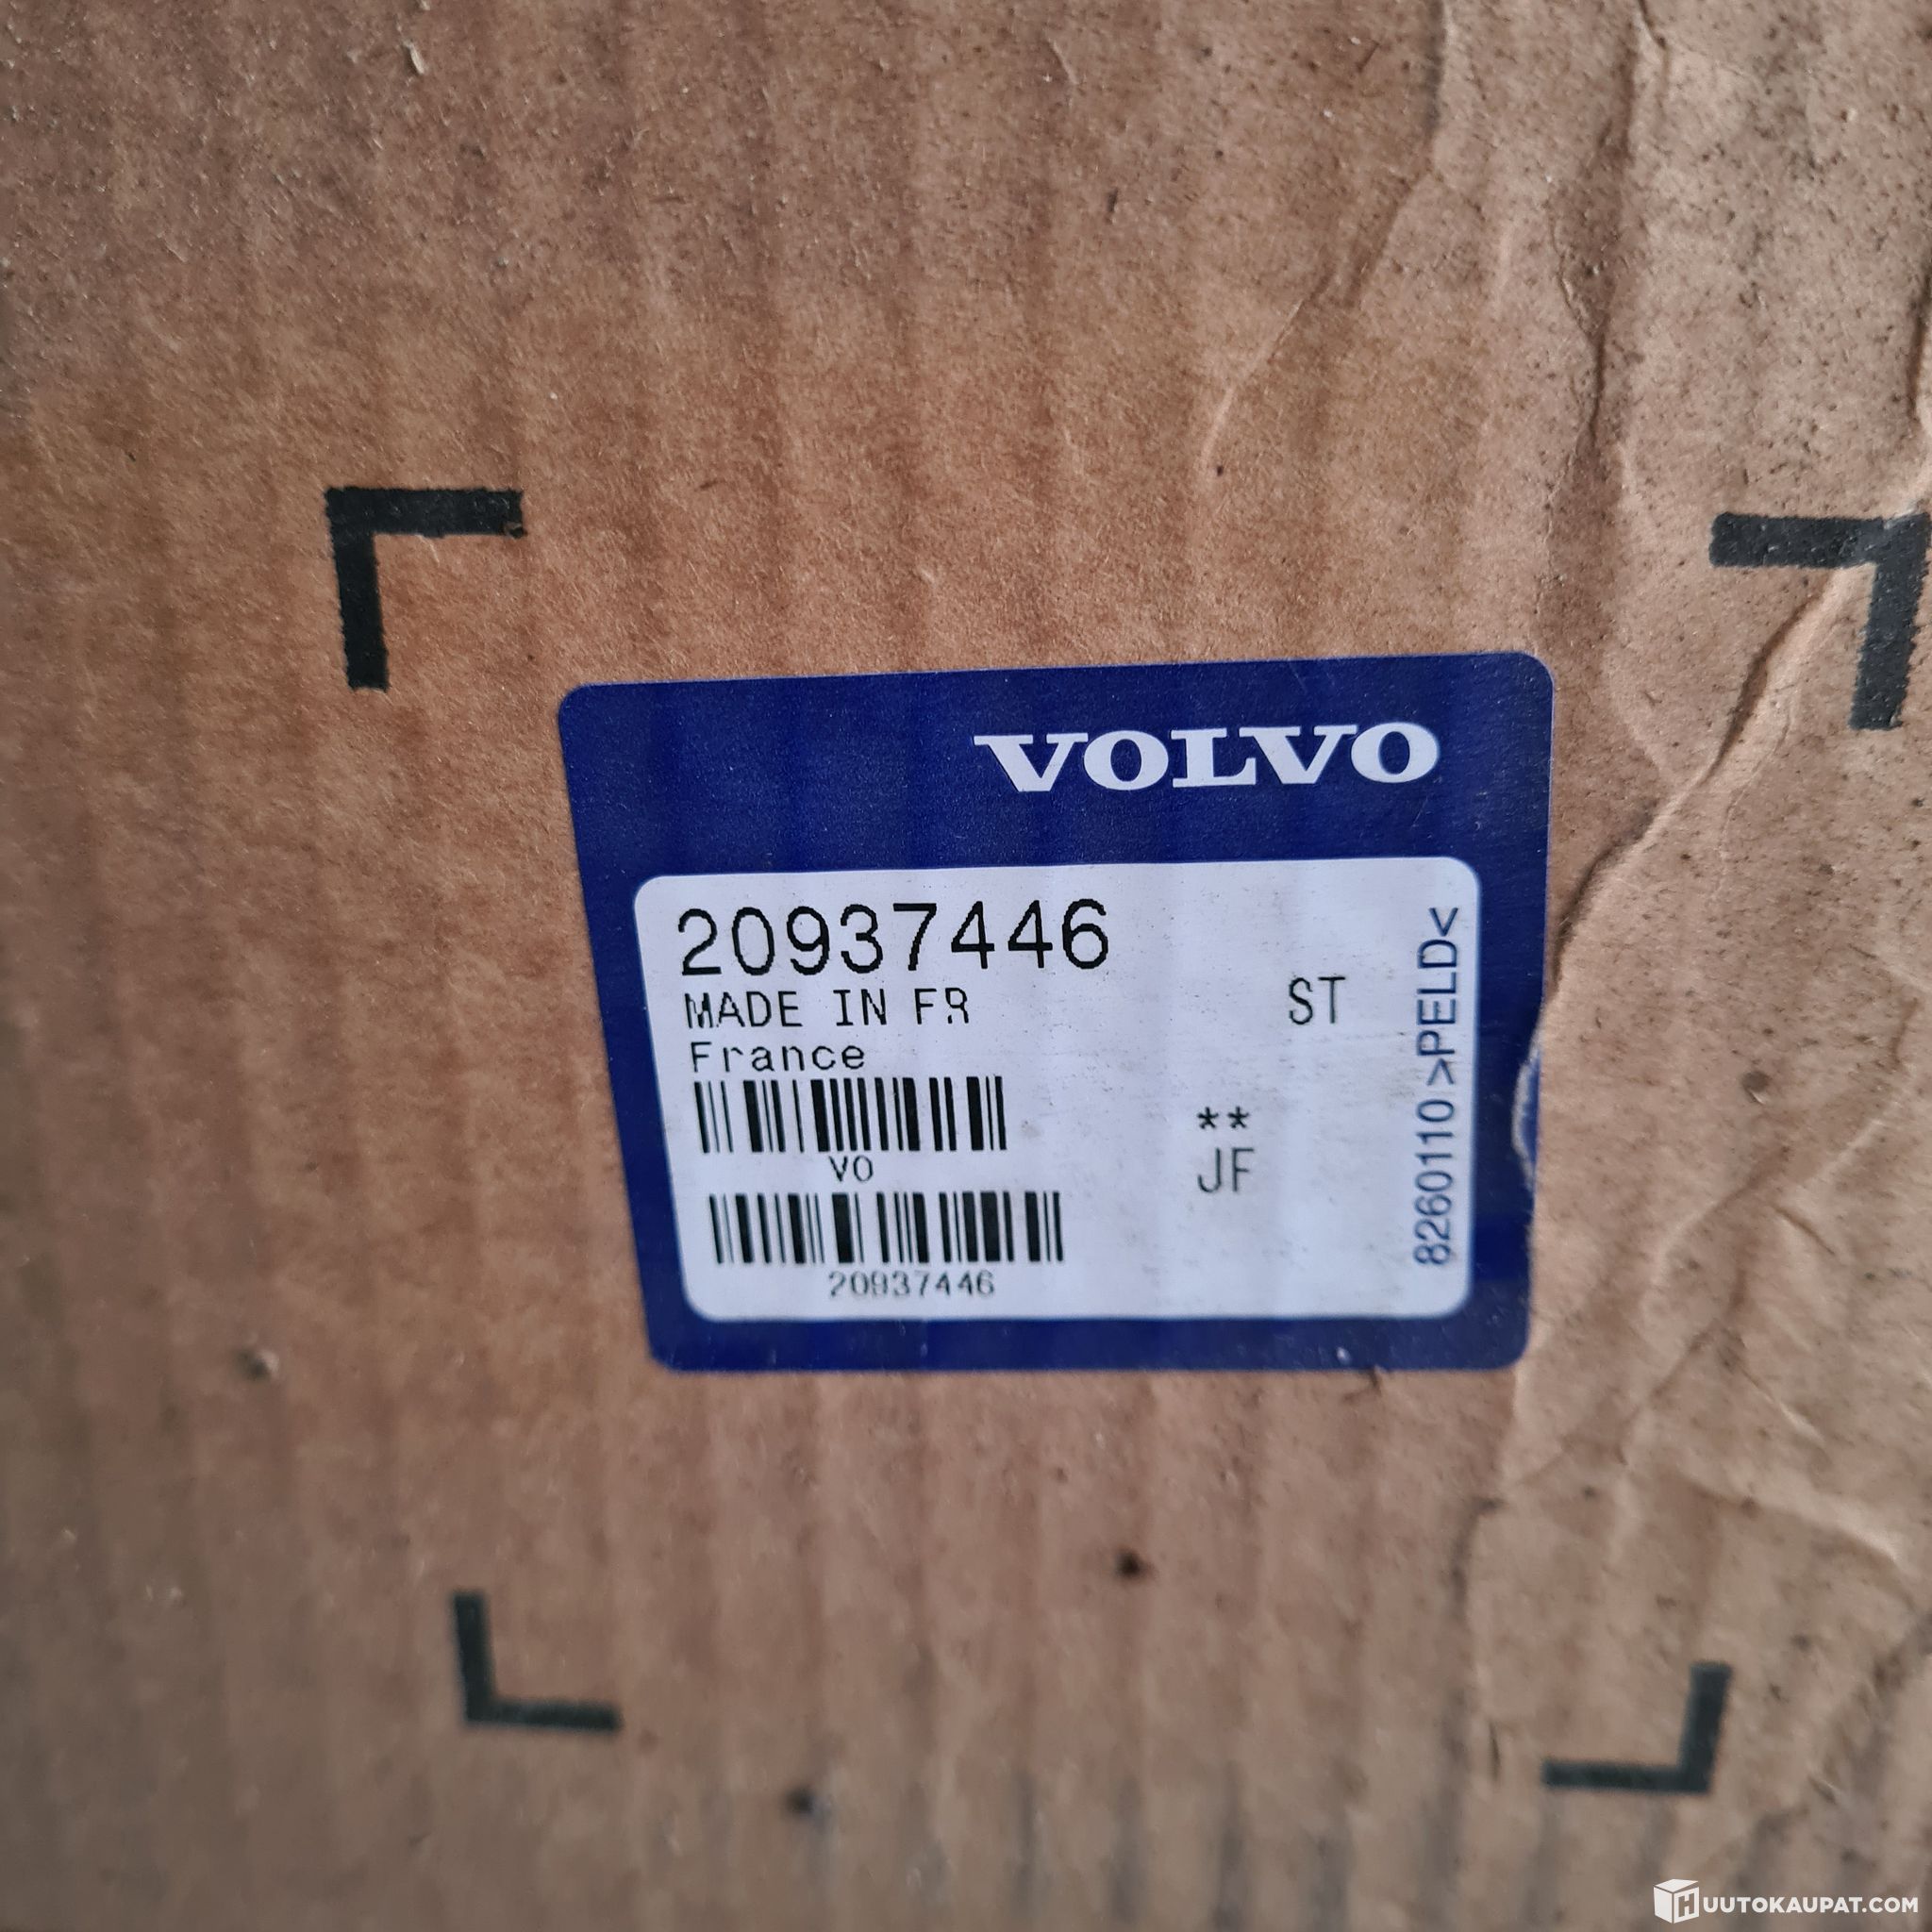 VOLVO
20937446
MADE IN FR
ST
France
**
VO
JF
20937446
8260110 >PELD<
HUUTOKAUPAT.COM